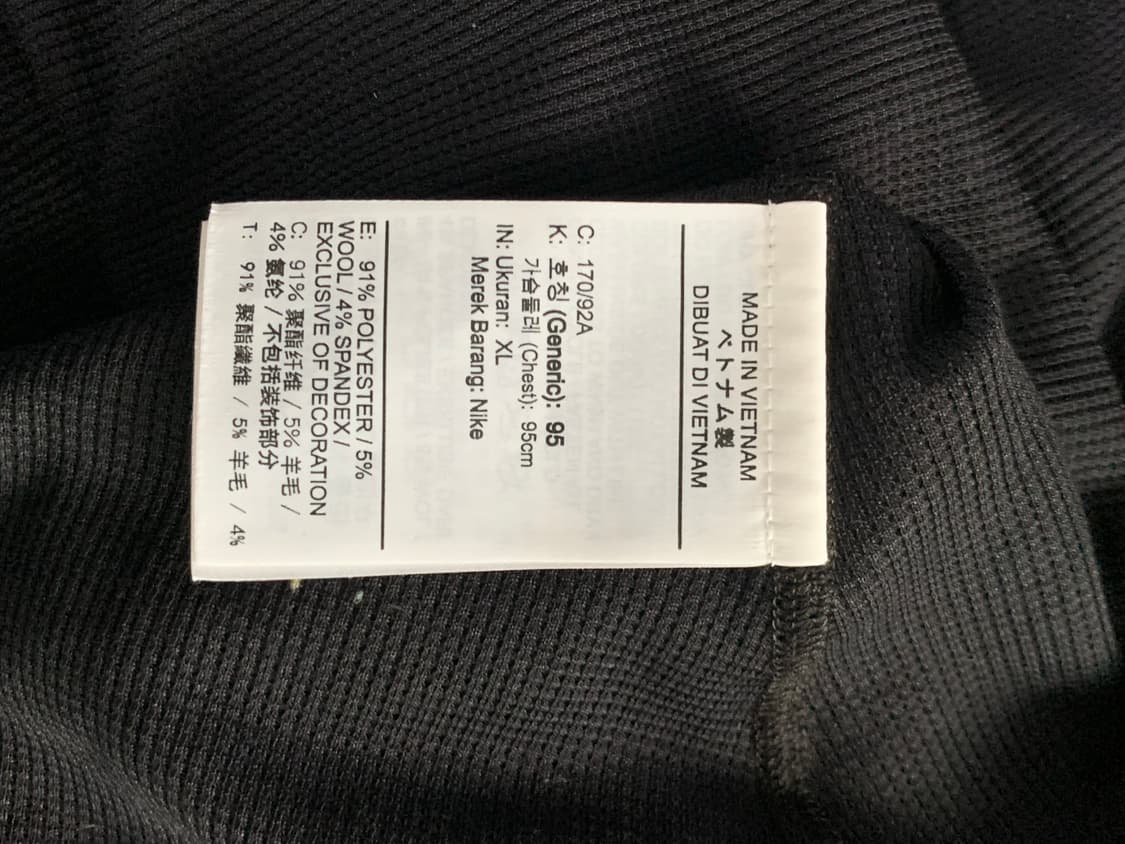 MADE IN VIETNAM
ベトナム製
DIBUAT DI VIETNAM
C: 170/92A
K: 호칭 (Generic): 95
가슴둘레 (Chest): 95cm
IN: Ukuran: XL
Merek Barang: Nike
E: 91% POLYESTER / 5%
WOOL / 4% SPANDEX /
EXCLUSIVE OF DECORATION
C: 91% 聚酯纤维 / 5% 羊毛 /
4% 氨纶 / 不包括装饰部分
T: 91% 聚酯纖維 / 5% 羊毛 / 4%